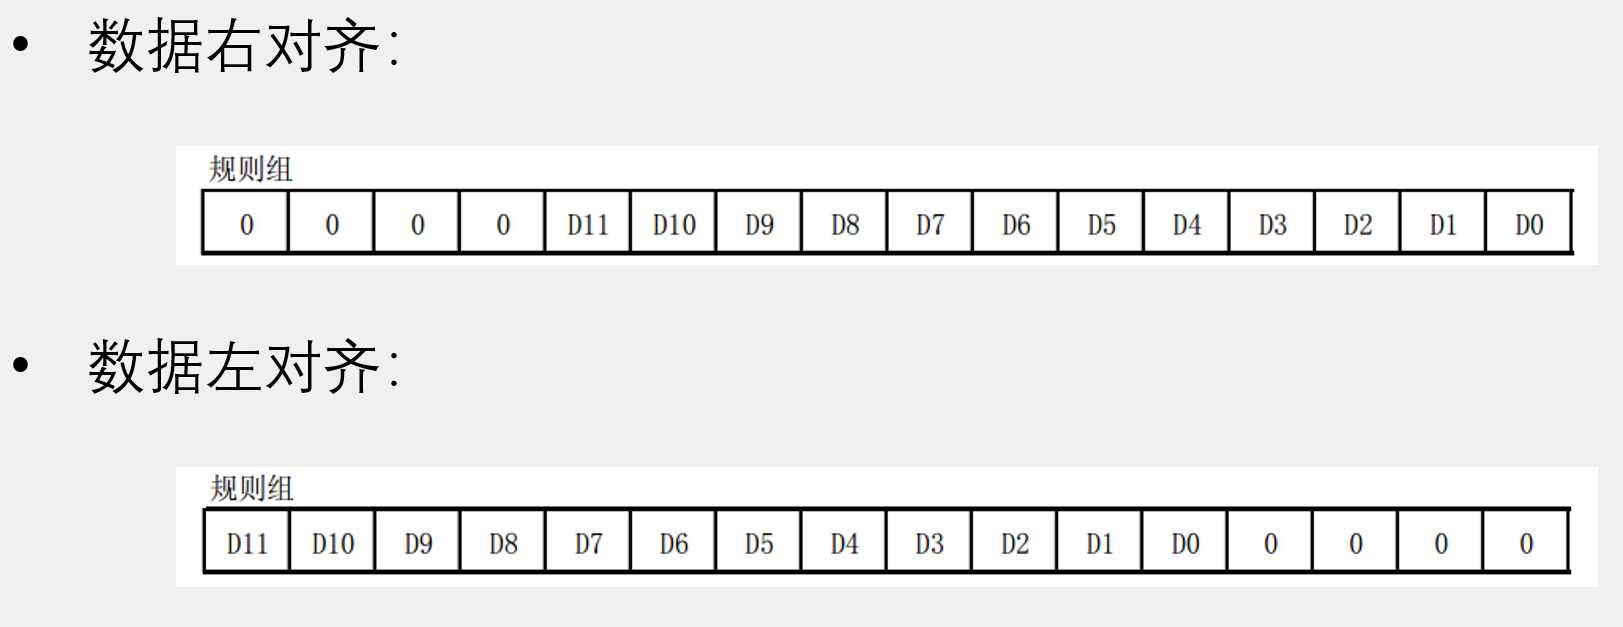 • 数据右对齐:
规则组
0 0 0 0 D11 D10 D9 D8 D7 D6 D5 D4 D3 D2 D1 D0
• 数据左对齐:
规则组
D11 D10 D9 D8 D7 D6 D5 D4 D3 D2 D1 D0 0 0 0 0